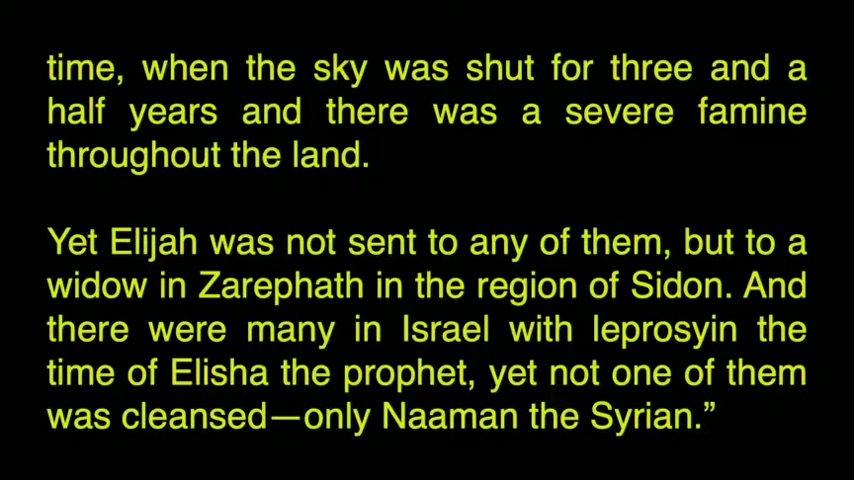 time, when the sky was shut for three and a
half years and there was a severe famine
throughout the land.
Yet Elijah was not sent to any of them, but to a
widow in Zarephath in the region of Sidon. And
there were many in Israel with leprosyin the
time of Elisha the prophet, yet not one of them
was cleansed—only Naaman the Syrian.”